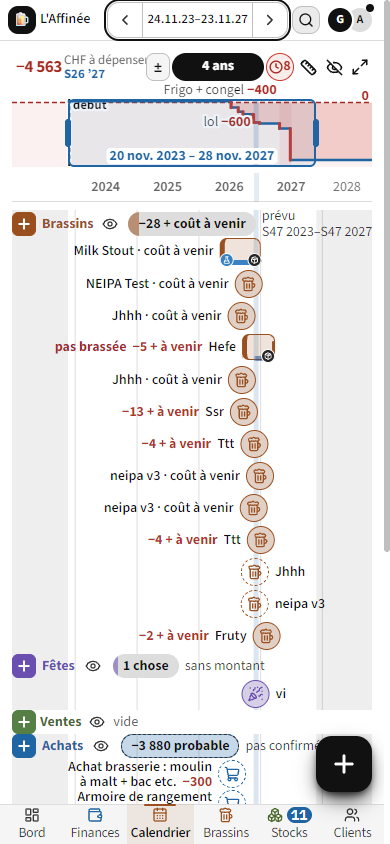 L'Affinée
24.11.23–23.11.27
G
A
−4 563
CHF à dépenser
S26 ’27
±
4 ans
8
Frigo + congel −400
0
début
lol −600
20 nov. 2023 – 28 nov. 2027
2024 2025 2026 2027 2028
Brassins
−28 + coût à venir
prévu
S47 2023–S47 2027
Milk Stout · coût à venir
NEIPA Test · coût à venir
Jhhh · coût à venir
pas brassée −5 + à venir Hefe
Jhhh · coût à venir
−13 + à venir Ssr
−4 + à venir Ttt
neipa v3 · coût à venir
neipa v3 · coût à venir
−4 + à venir Ttt
Jhhh
neipa v3
−2 + à venir Fruty
Fêtes
1 chose
sans montant
vi
Ventes
vide
Achats
−3 880 probable
pas confirmé
Achat brasserie : moulin
à malt + bac etc. −300
Armoire de rangement
Bord
Finances
Calendrier
Brassins
11
Stocks
Clients